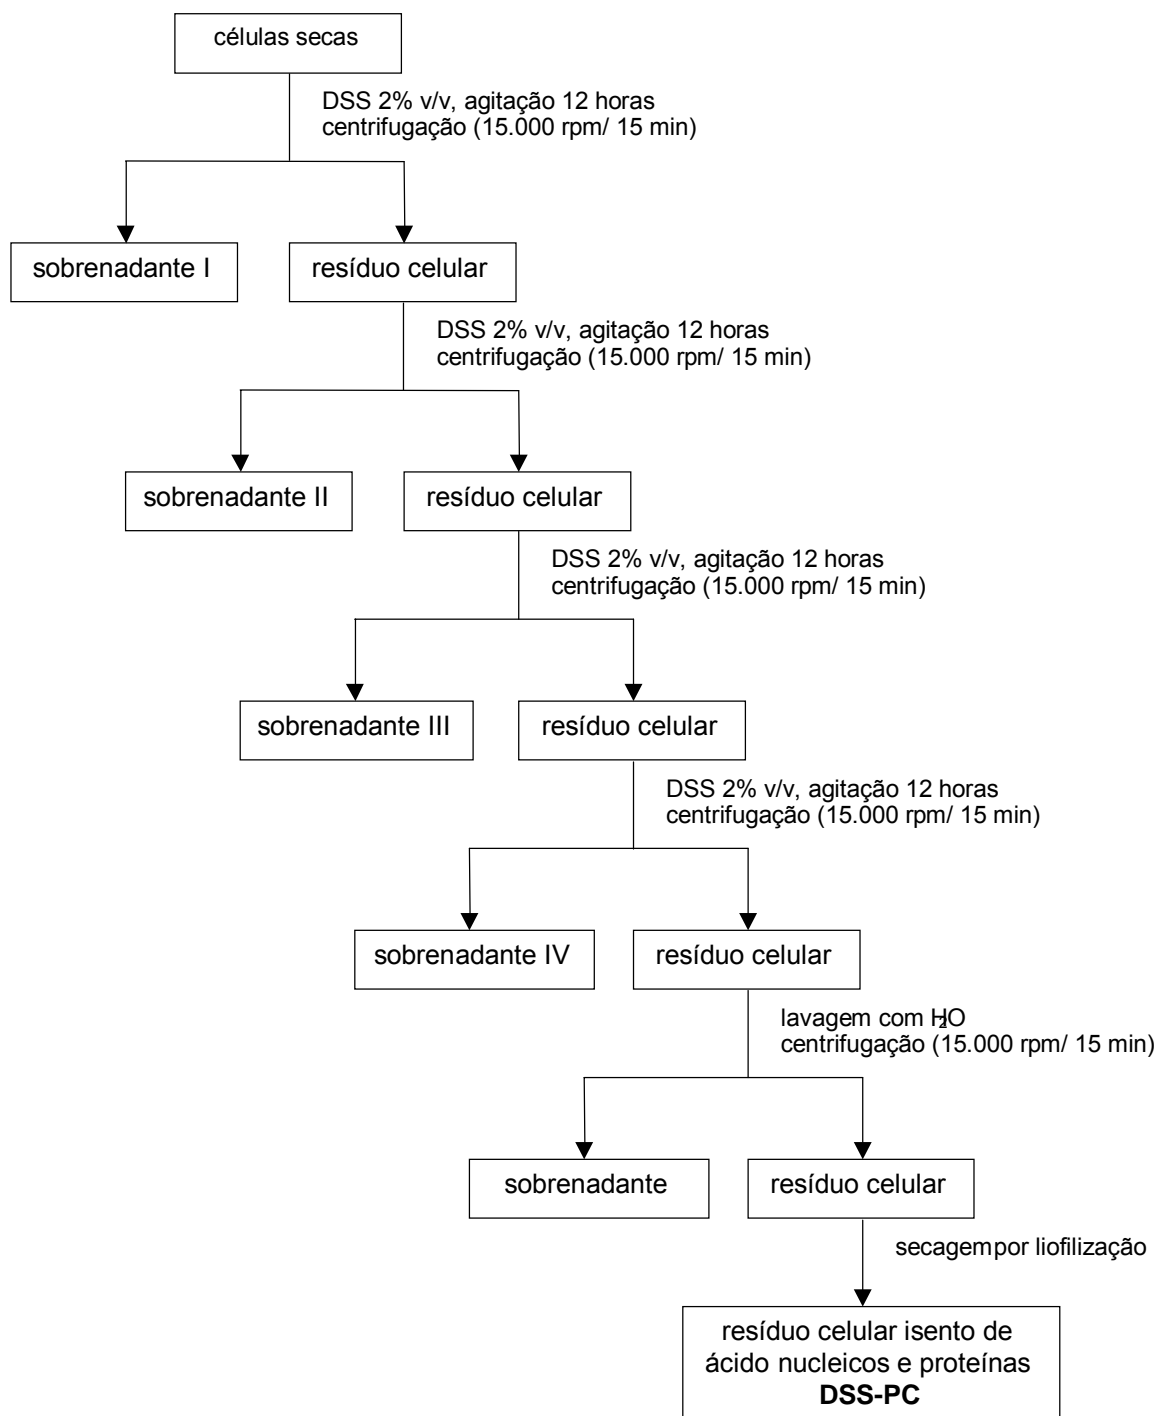 células secas
DSS 2% v/v, agitação 12 horas
centrifugação (15.000 rpm/ 15 min)
sobrenadante I
resíduo celular
DSS 2% v/v, agitação 12 horas
centrifugação (15.000 rpm/ 15 min)
sobrenadante II
resíduo celular
DSS 2% v/v, agitação 12 horas
centrifugação (15.000 rpm/ 15 min)
sobrenadante III
resíduo celular
DSS 2% v/v, agitação 12 horas
centrifugação (15.000 rpm/ 15 min)
sobrenadante IV
resíduo celular
lavagem com H2O
centrifugação (15.000 rpm/ 15 min)
sobrenadante
resíduo celular
secagempor liofilização
resíduo celular isento de
ácido nucleicos e proteínas
DSS-PC